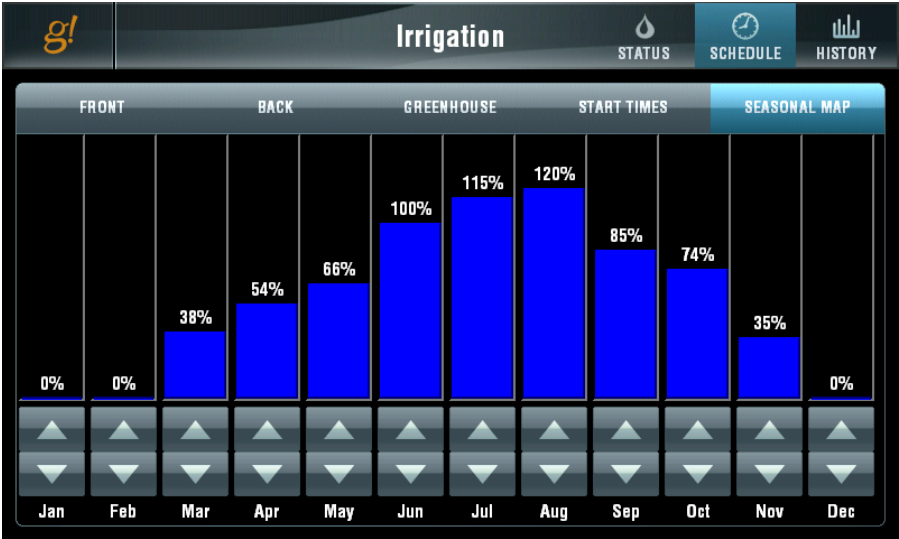 g!
Irrigation
STATUS
SCHEDULE
HISTORY
FRONT BACK GREENHOUSE START TIMES SEASONAL MAP
0% 0% 38% 54% 66% 100% 115% 120% 85% 74% 35% 0%
Jan Feb Mar Apr May Jun Jul Aug Sep Oct Nov Dec